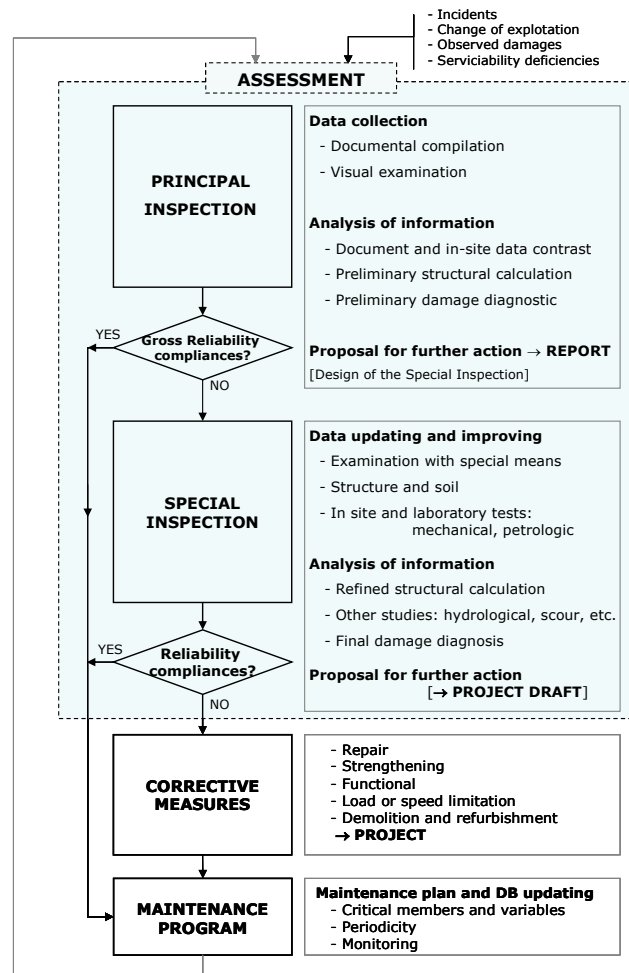 - Incidents
- Change of explotation
- Observed damages
- Serviciability deficiencies
ASSESSMENT
PRINCIPAL
INSPECTION
Data collection
- Documental compilation
- Visual examination
Analysis of information
- Document and in-site data contrast
- Preliminary structural calculation
- Preliminary damage diagnostic
Proposal for further action → REPORT
[Design of the Special Inspection]
YES
Gross Reliability
compliances?
NO
SPECIAL
INSPECTION
Data updating and improving
- Examination with special means
- Structure and soil
- In site and laboratory tests:
mechanical, petrologic
Analysis of information
- Refined structural calculation
- Other studies: hydrological, scour, etc.
- Final damage diagnosis
Proposal for further action
[→ PROJECT DRAFT]
YES
Reliability
compliances?
NO
CORRECTIVE
MEASURES
- Repair
- Strengthening
- Functional
- Load or speed limitation
- Demolition and refurbishment
→ PROJECT
MAINTENANCE
PROGRAM
Maintenance plan and DB updating
- Critical members and variables
- Periodicity
- Monitoring